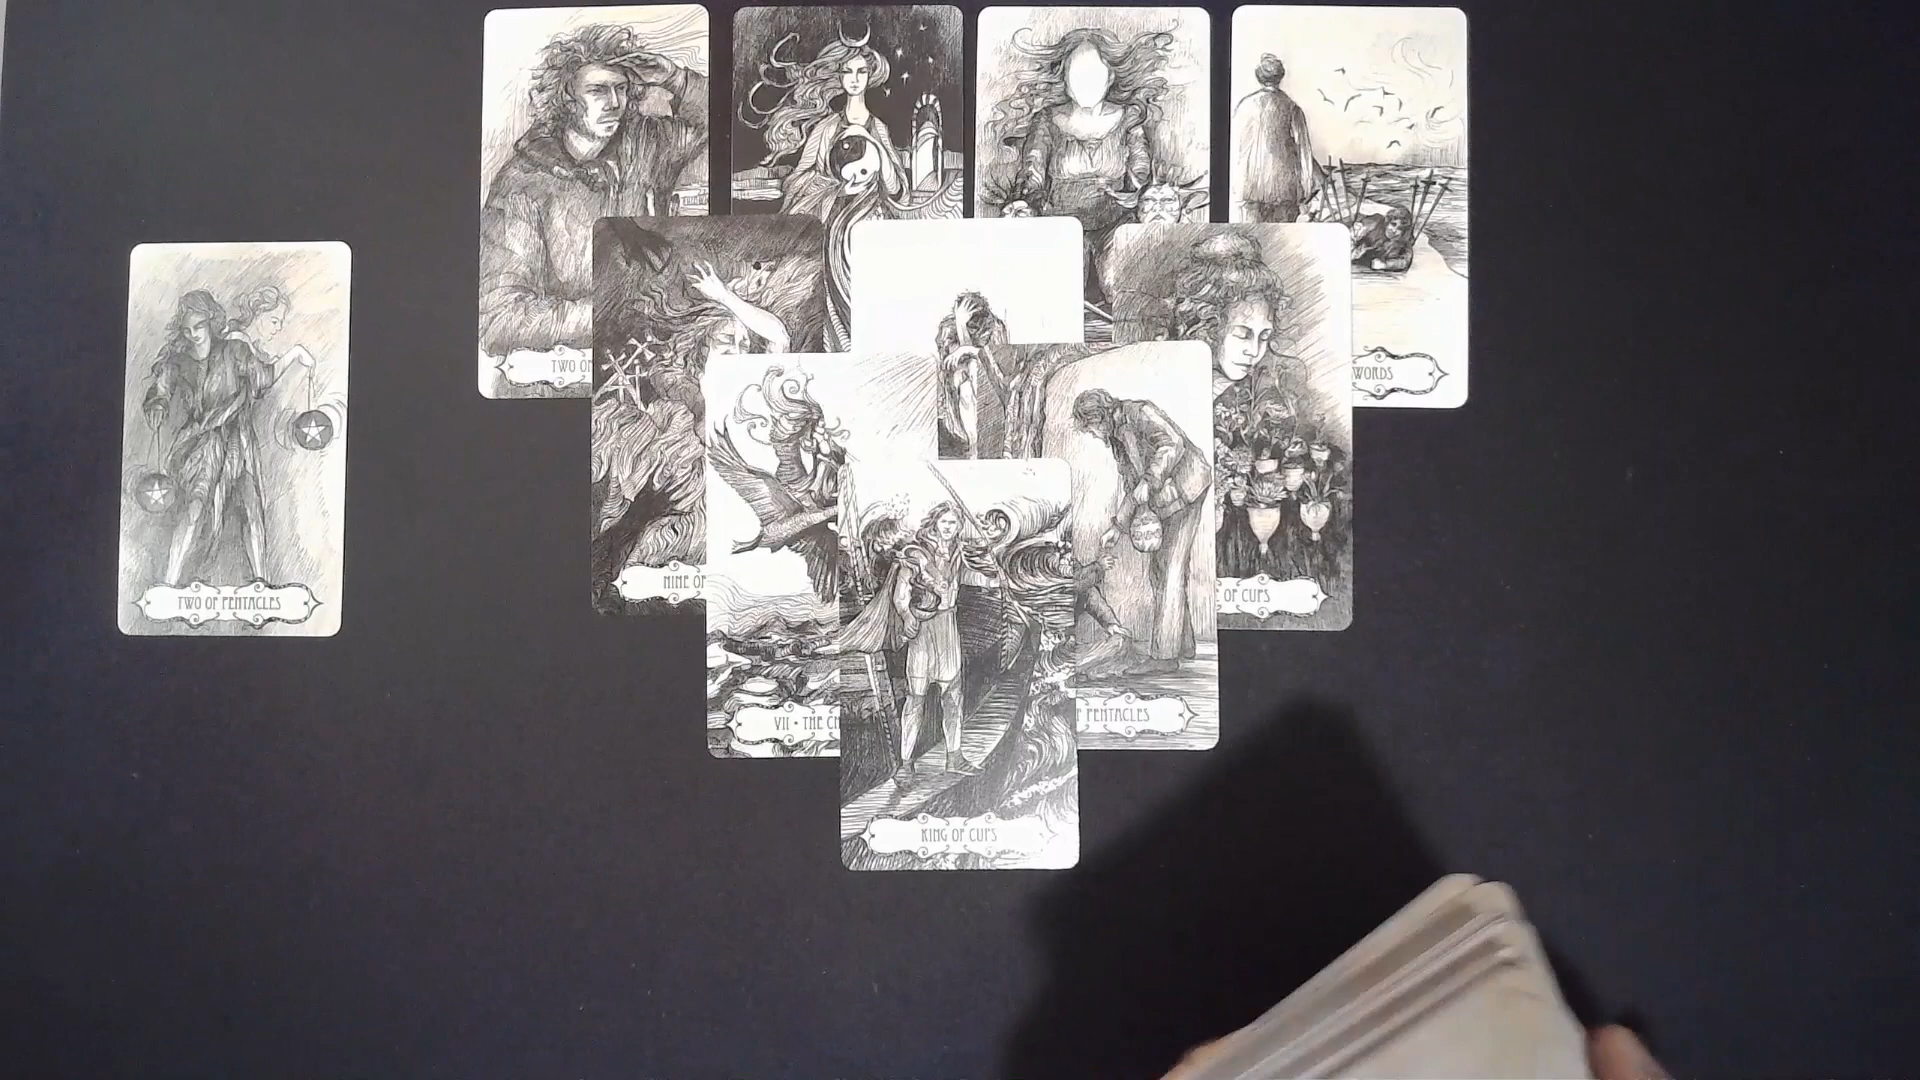 TWO OF
WORDS
NINE OF
E OF CUPS
TWO OF PENTACLES
VII • THE CH
F PENTACLES
KING OF CUPS